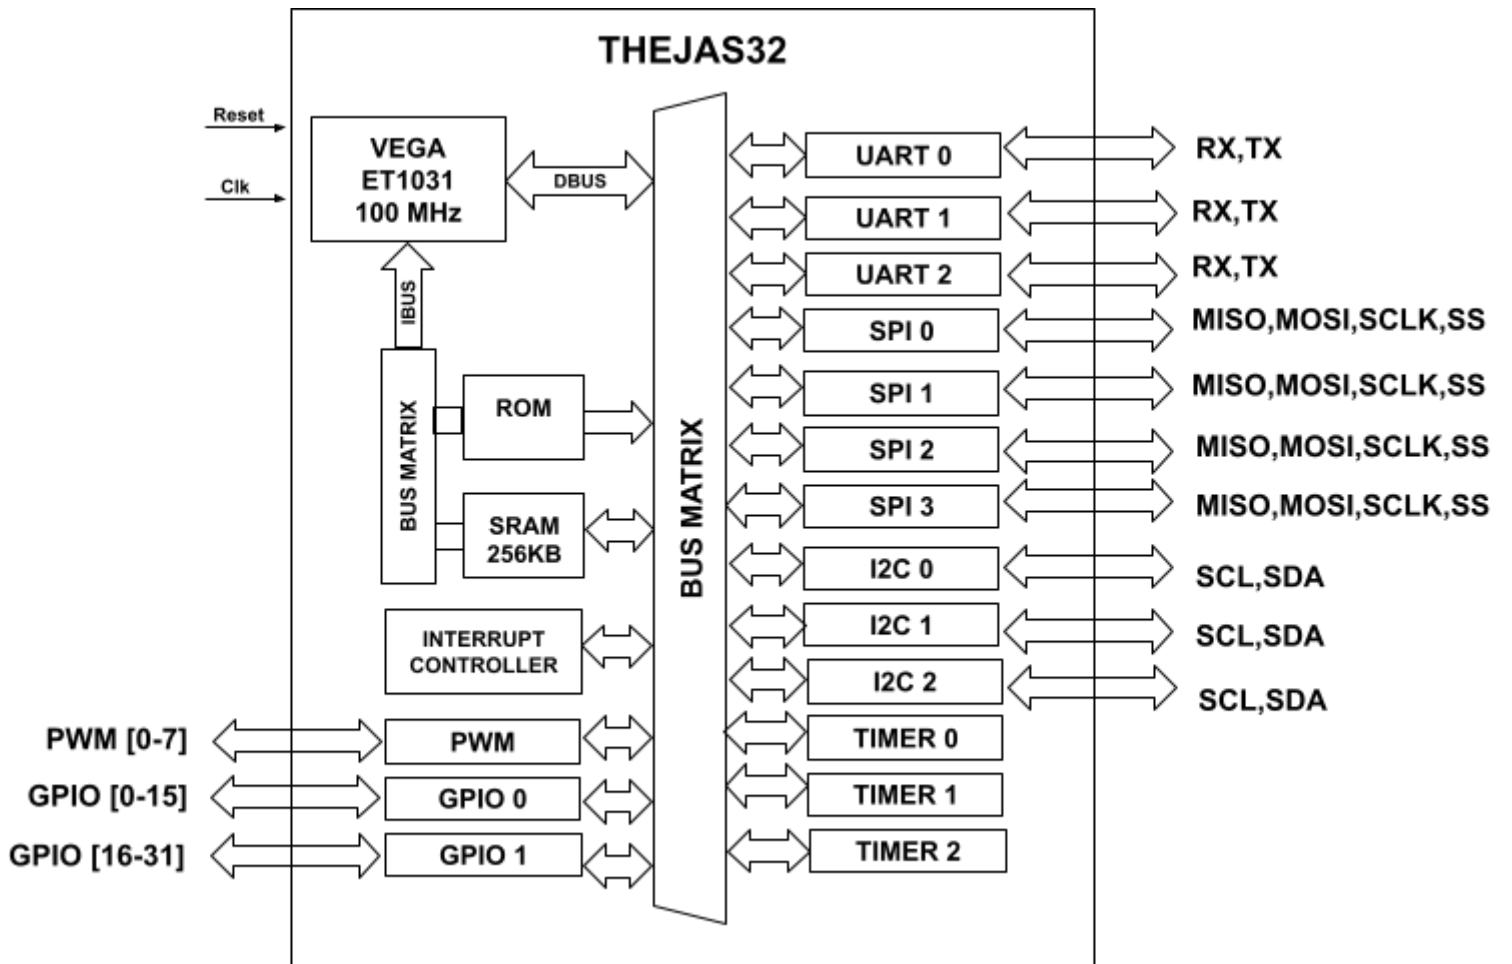 THEJAS32
Reset
Clk
VEGA
ET1031
100 MHz
DBUS
IBUS
BUS MATRIX
ROM
SRAM
256KB
INTERRUPT
CONTROLLER
PWM [0-7]
PWM
GPIO [0-15]
GPIO 0
GPIO [16-31]
GPIO 1
BUS MATRIX
UART 0
RX,TX
UART 1
RX,TX
UART 2
RX,TX
SPI 0
MISO,MOSI,SCLK,SS
SPI 1
MISO,MOSI,SCLK,SS
SPI 2
MISO,MOSI,SCLK,SS
SPI 3
MISO,MOSI,SCLK,SS
I2C 0
SCL,SDA
I2C 1
SCL,SDA
I2C 2
SCL,SDA
TIMER 0
TIMER 1
TIMER 2